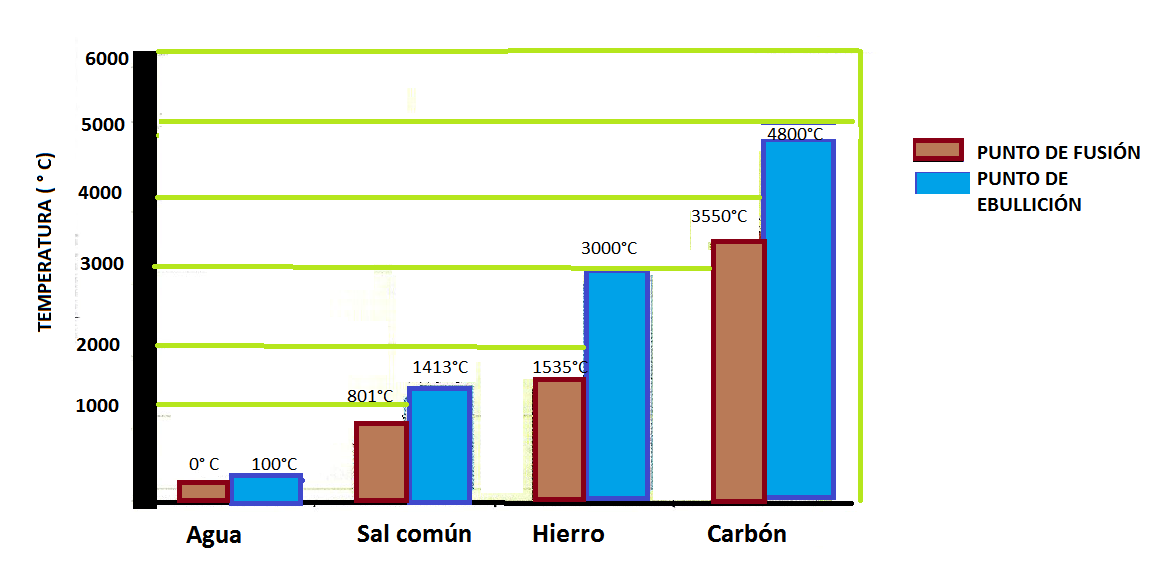 TEMPERATURA ( ° C)
6000
5000
4000
3000
2000
1000
0° C
100°C
801°C
1413°C
1535°C
3000°C
3550°C
4800°C
Agua
Sal común
Hierro
Carbón
PUNTO DE FUSIÓN
PUNTO DE
EBULLICIÓN